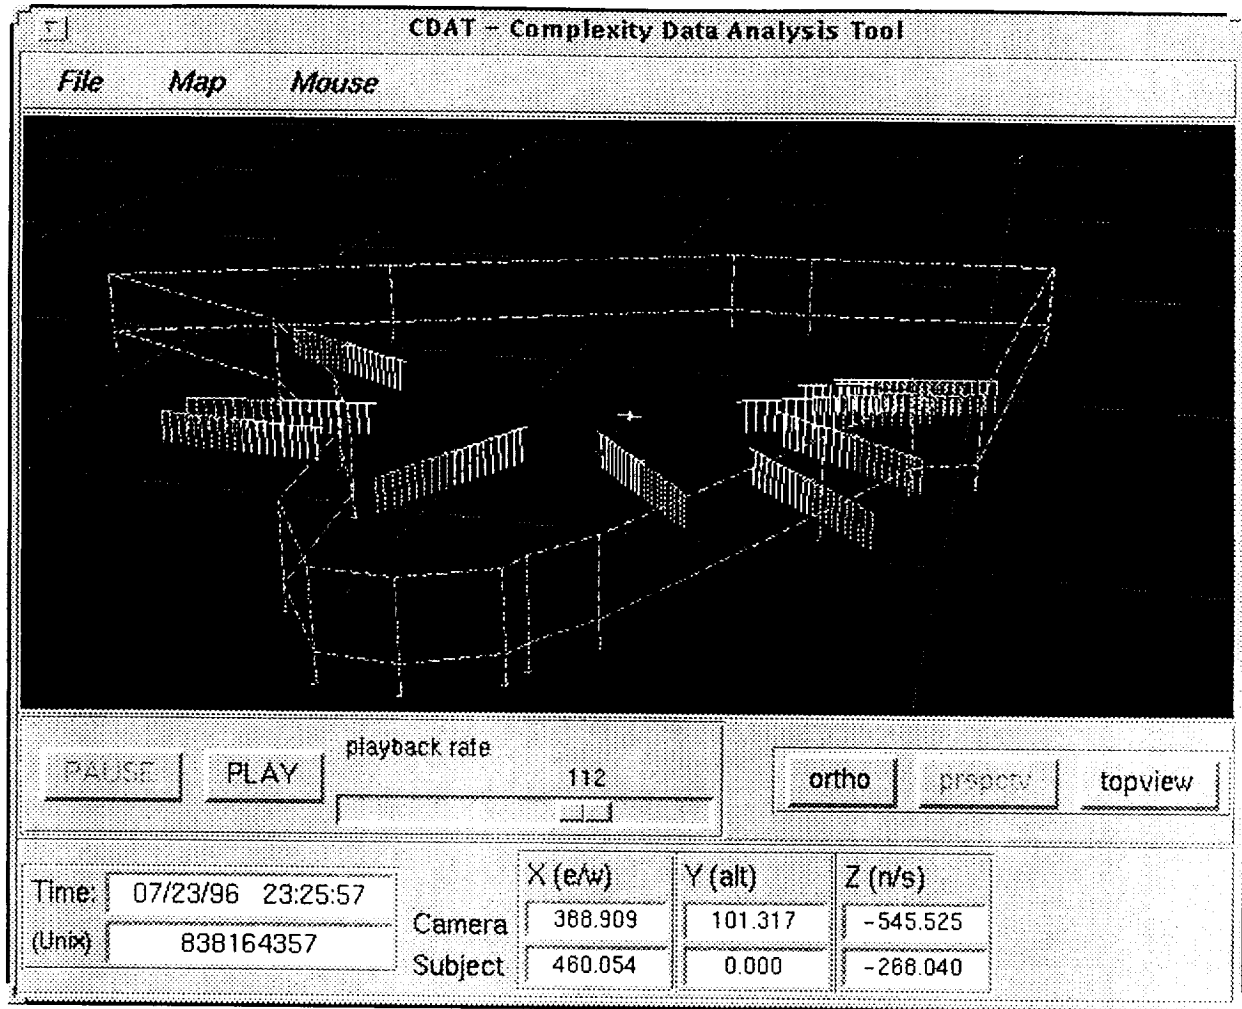 CDAT - Complexity Data Analysis Tool
File Map Mouse
PAUSE PLAY playback rate
112
ortho prspctv topview
X (e/w) Y (alt) Z (n/s)
Time: 07/23/96 23:25:57
Camera 388.909 101.317 -545.525
(Unix) 838164357
Subject 460.054 0.000 -268.040